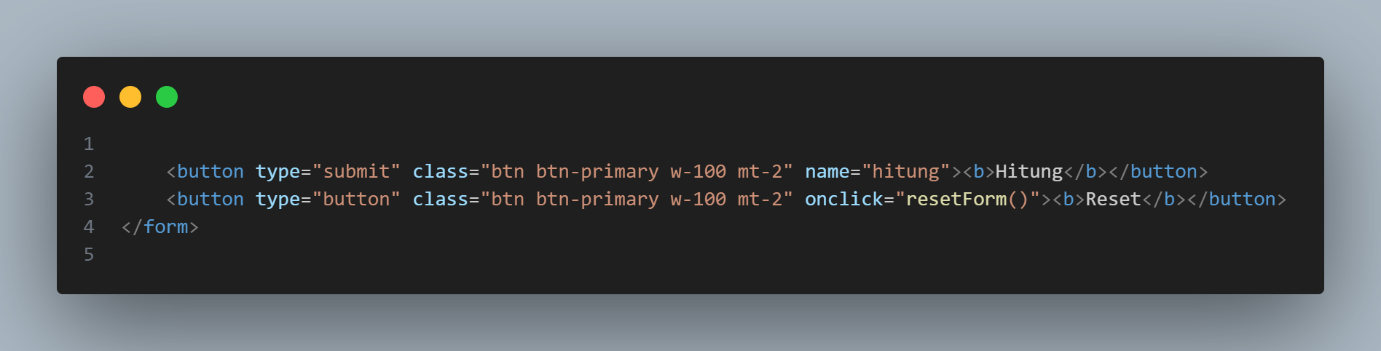 1
2 <button type="submit" class="btn btn-primary w-100 mt-2" name="hitung"><b>Hitung</b></button>
3 <button type="button" class="btn btn-primary w-100 mt-2" onclick="resetForm()"><b>Reset</b></button>
4 </form>
5